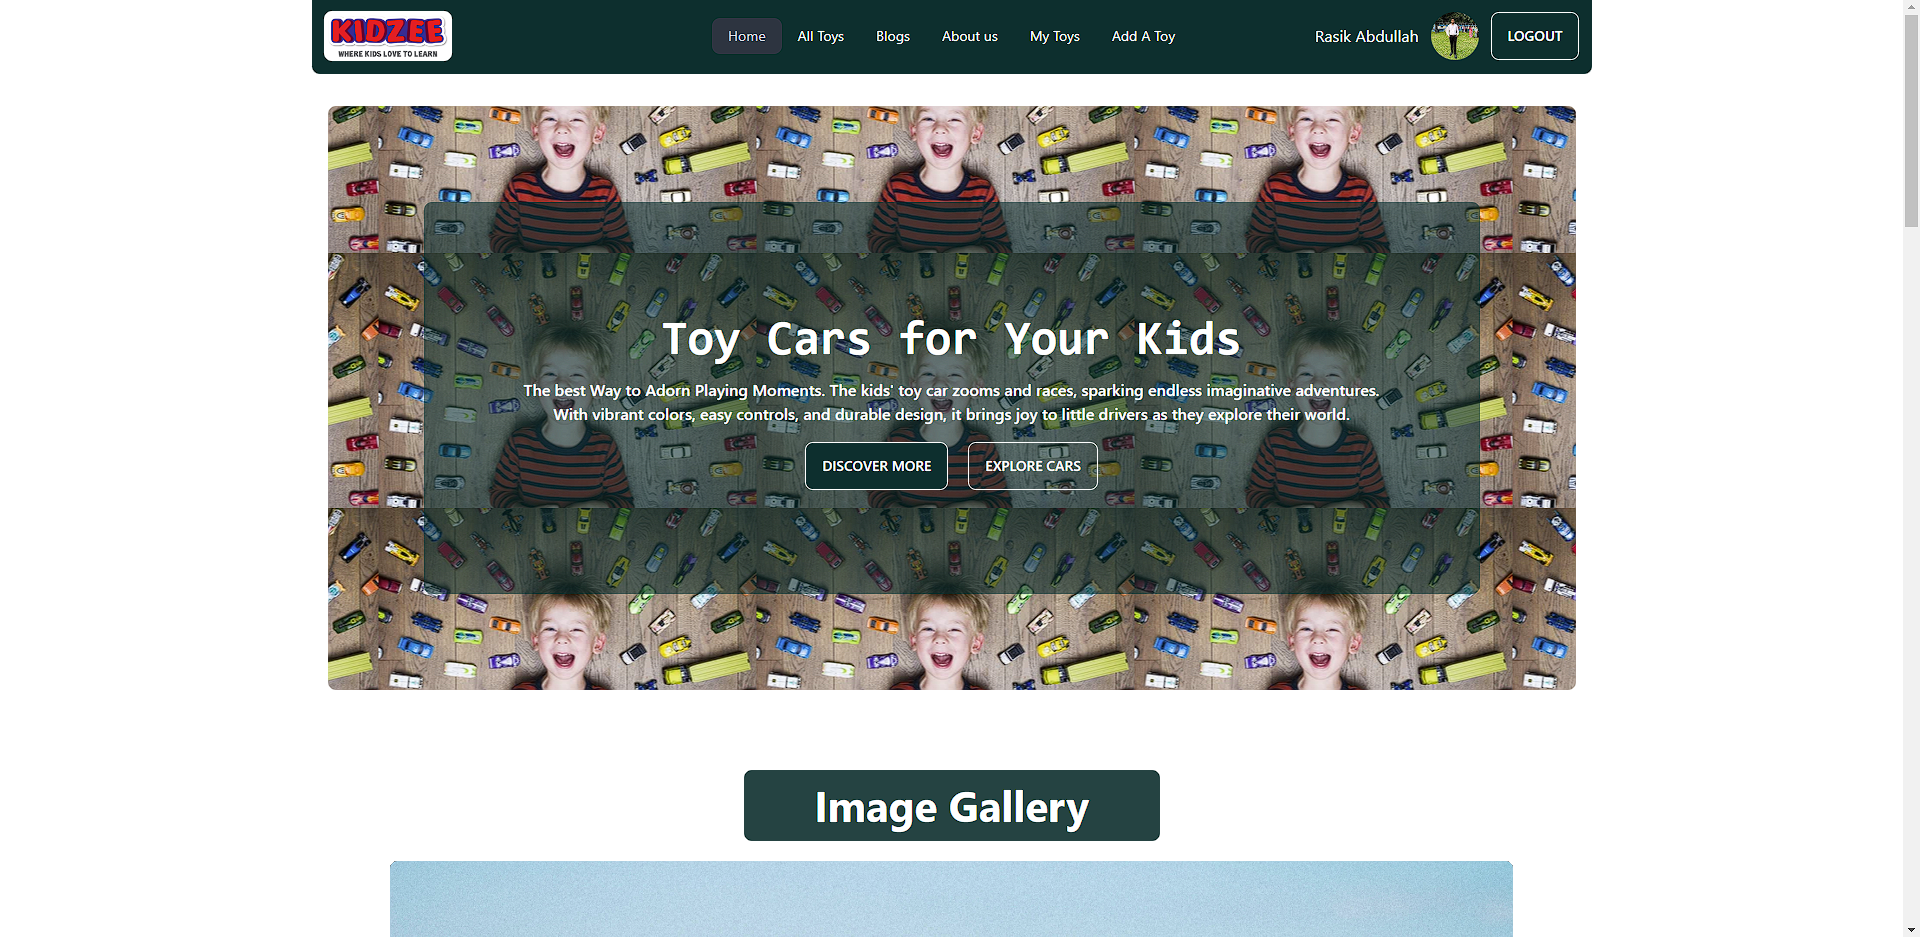 KIDZEE
WHERE KIDS LOVE TO LEARN
Home
All Toys
Blogs
About us
My Toys
Add A Toy
Rasik Abdullah
LOGOUT
Toy Cars for Your Kids
The best Way to Adorn Playing Moments. The kids' toy car zooms and races, sparking endless imaginative adventures.
With vibrant colors, easy controls, and durable design, it brings joy to little drivers as they explore their world.
DISCOVER MORE
EXPLORE CARS
Image Gallery